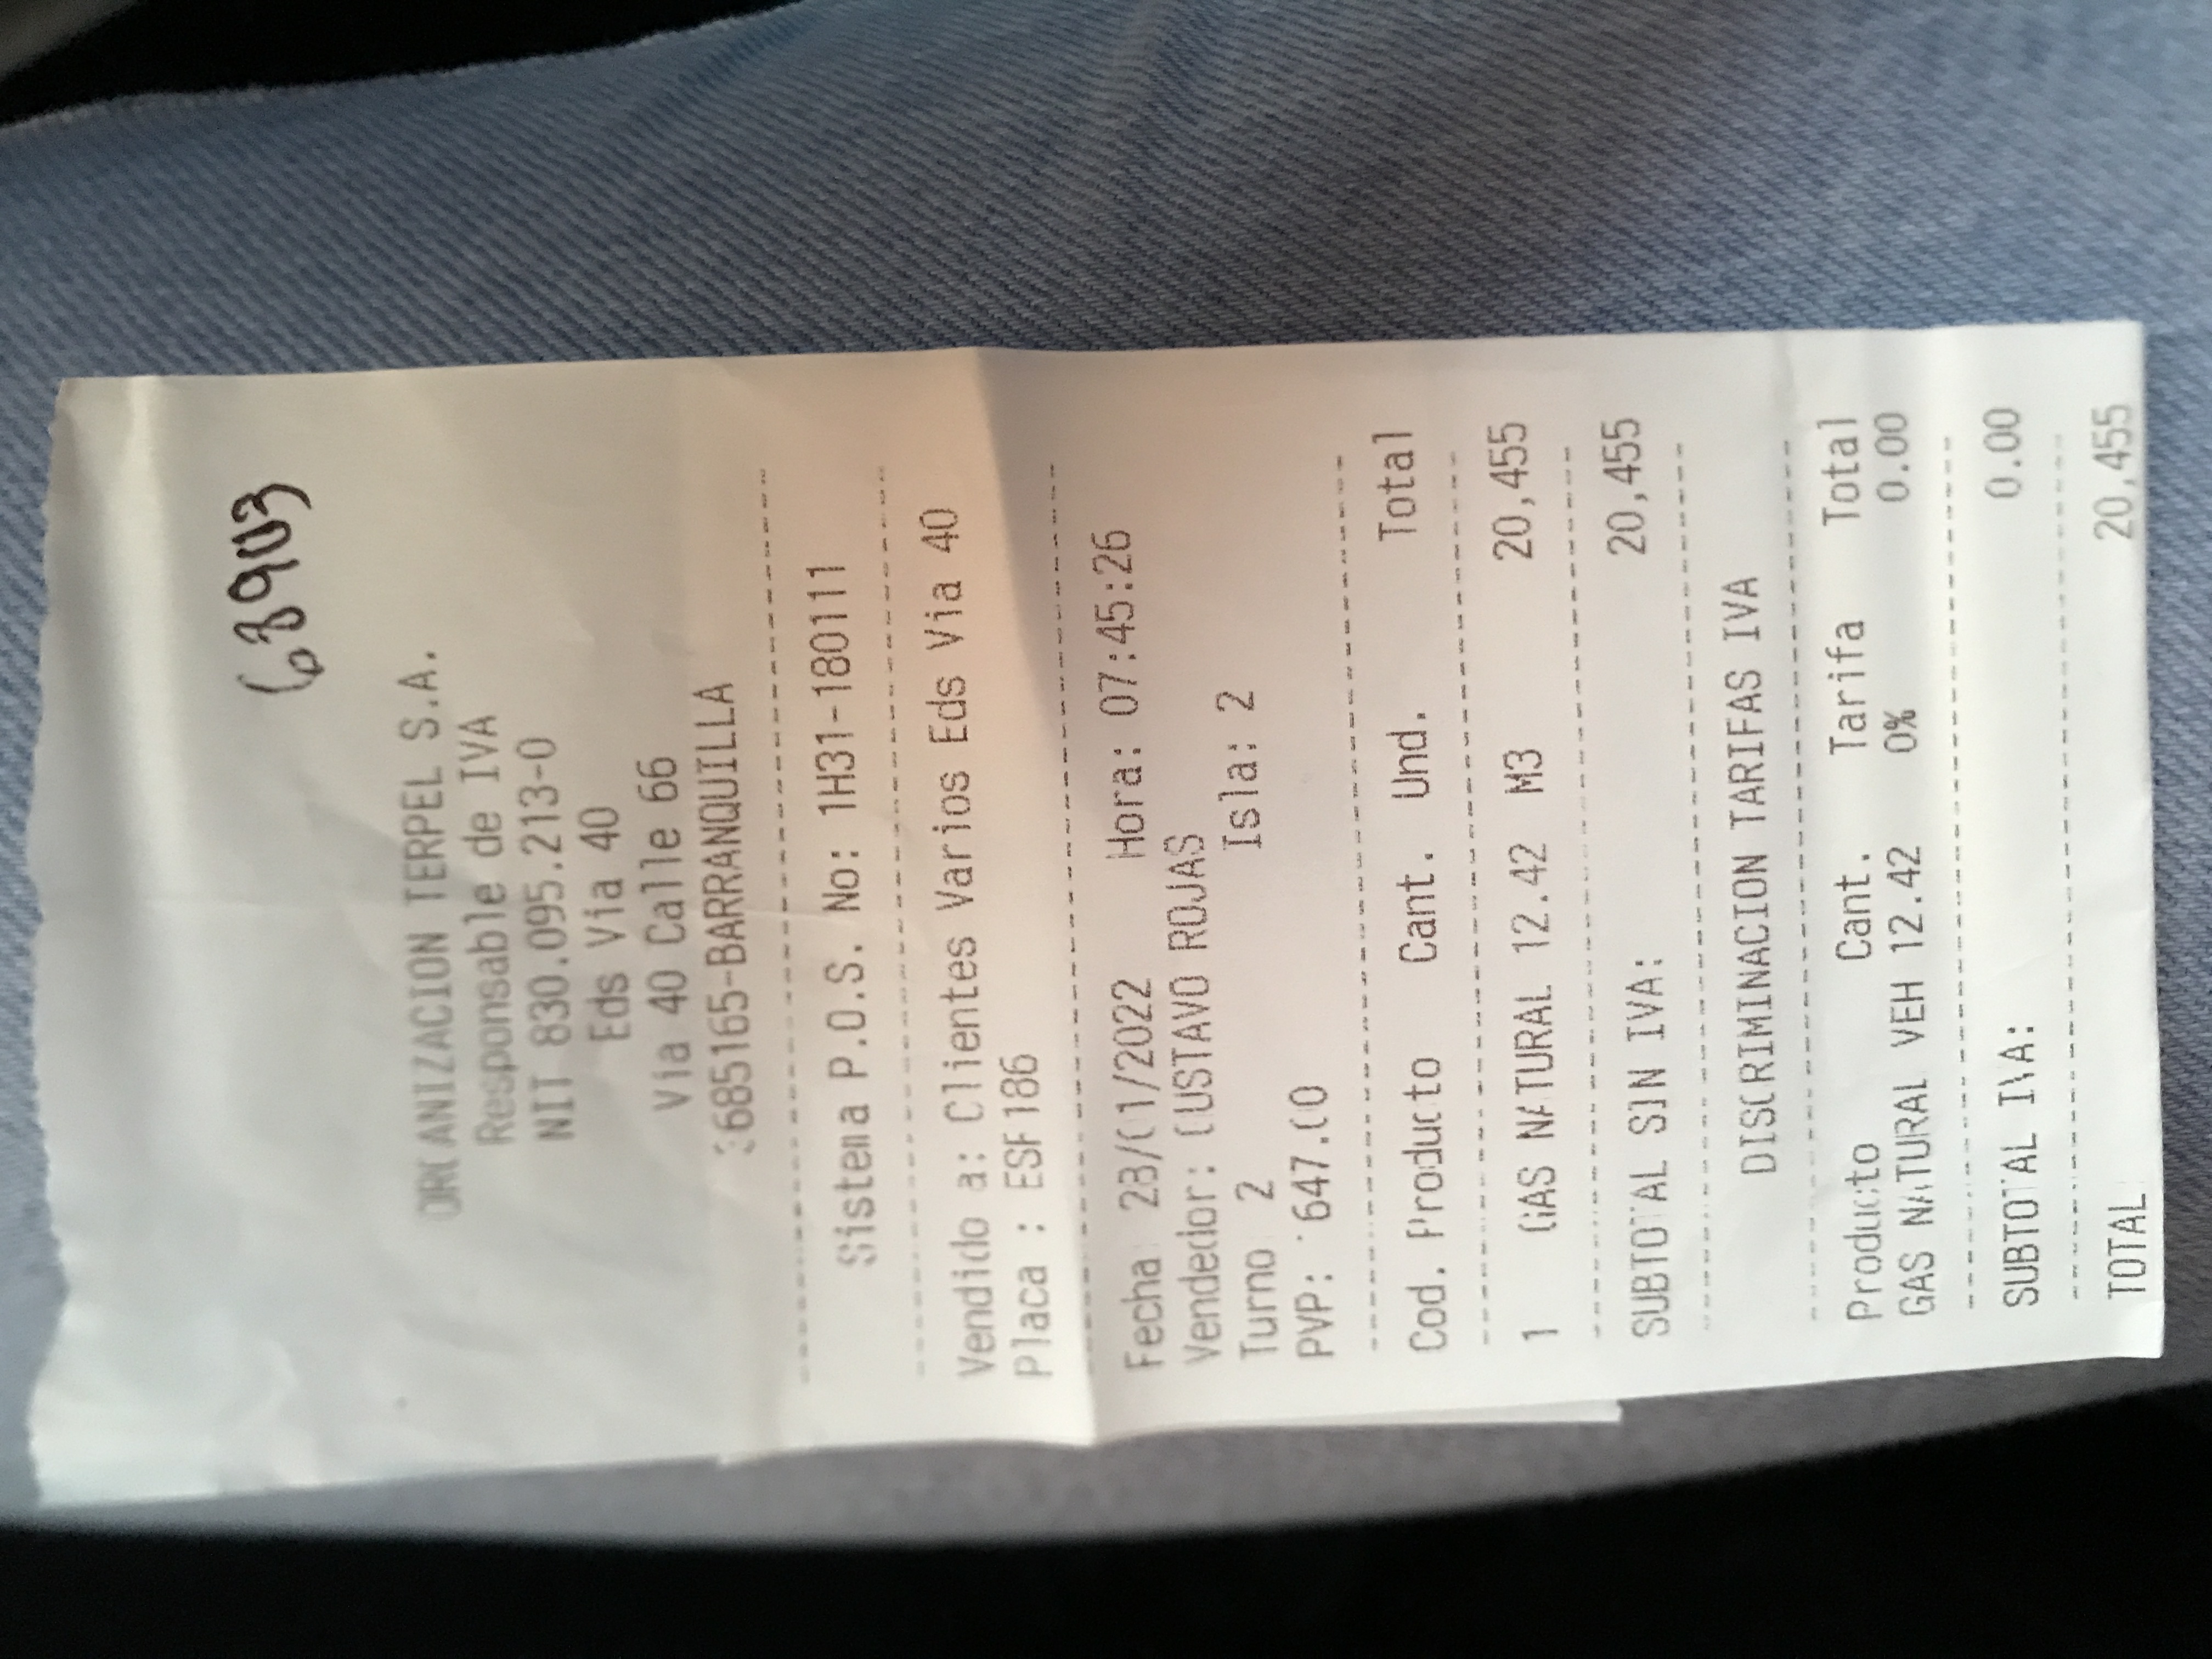 ORGANIZACION TERPEL S.A.
Responsable de IVA
NIT 830.095.213-0
Eds Via 40
Via 40 Calle 66
3685165-BARRANQUILLA
Sistema P.O.S. No: 1H31-180111
Vendido a: Clientes Varios Eds Via 40
Placa : ESF186
Fecha 28/01/2022 Hora: 07:45:26
Vendedor: GUSTAVO ROJAS
Turno 2 Isla: 2
PVP: 1647.00
Cod. Producto Cant. Und. Total
1 GAS NATURAL 12.42 M3 20,455
SUBTOTAL SIN IVA: 20,455
DISCRIMINACION TARIFAS IVA
Producto Cant. Tarifa Total
GAS NATURAL VEH 12.42 0% 0.00
SUBTOTAL IVA: 0.00
TOTAL 20,455